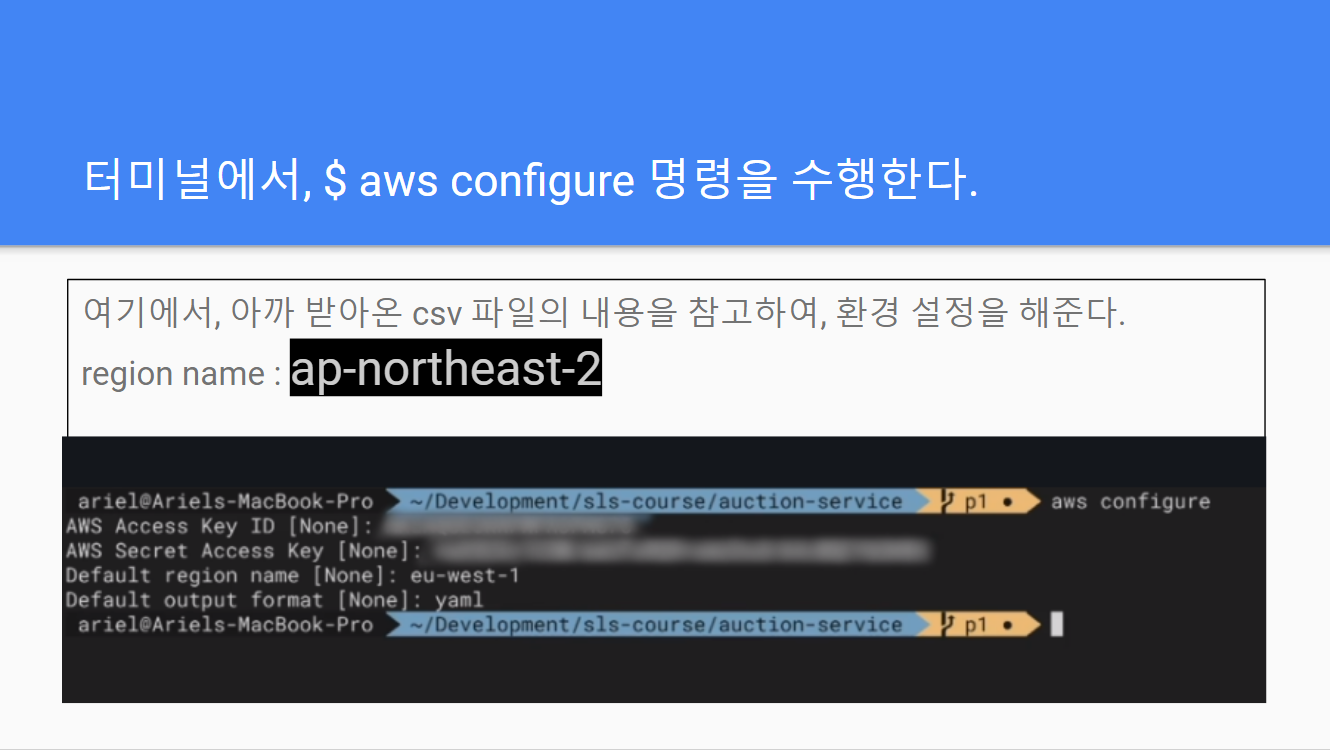 터미널에서, $ aws configure 명령을 수행한다.
여기에서, 아까 받아온 csv 파일의 내용을 참고하여, 환경 설정을 해준다.
region name : ap-northeast-2
ariel@Ariels-MacBook-Pro ~/Development/sls-course/auction-service p1 ● aws configure
AWS Access Key ID [None]:
AWS Secret Access Key [None]:
Default region name [None]: eu-west-1
Default output format [None]: yaml
ariel@Ariels-MacBook-Pro ~/Development/sls-course/auction-service p1 ●